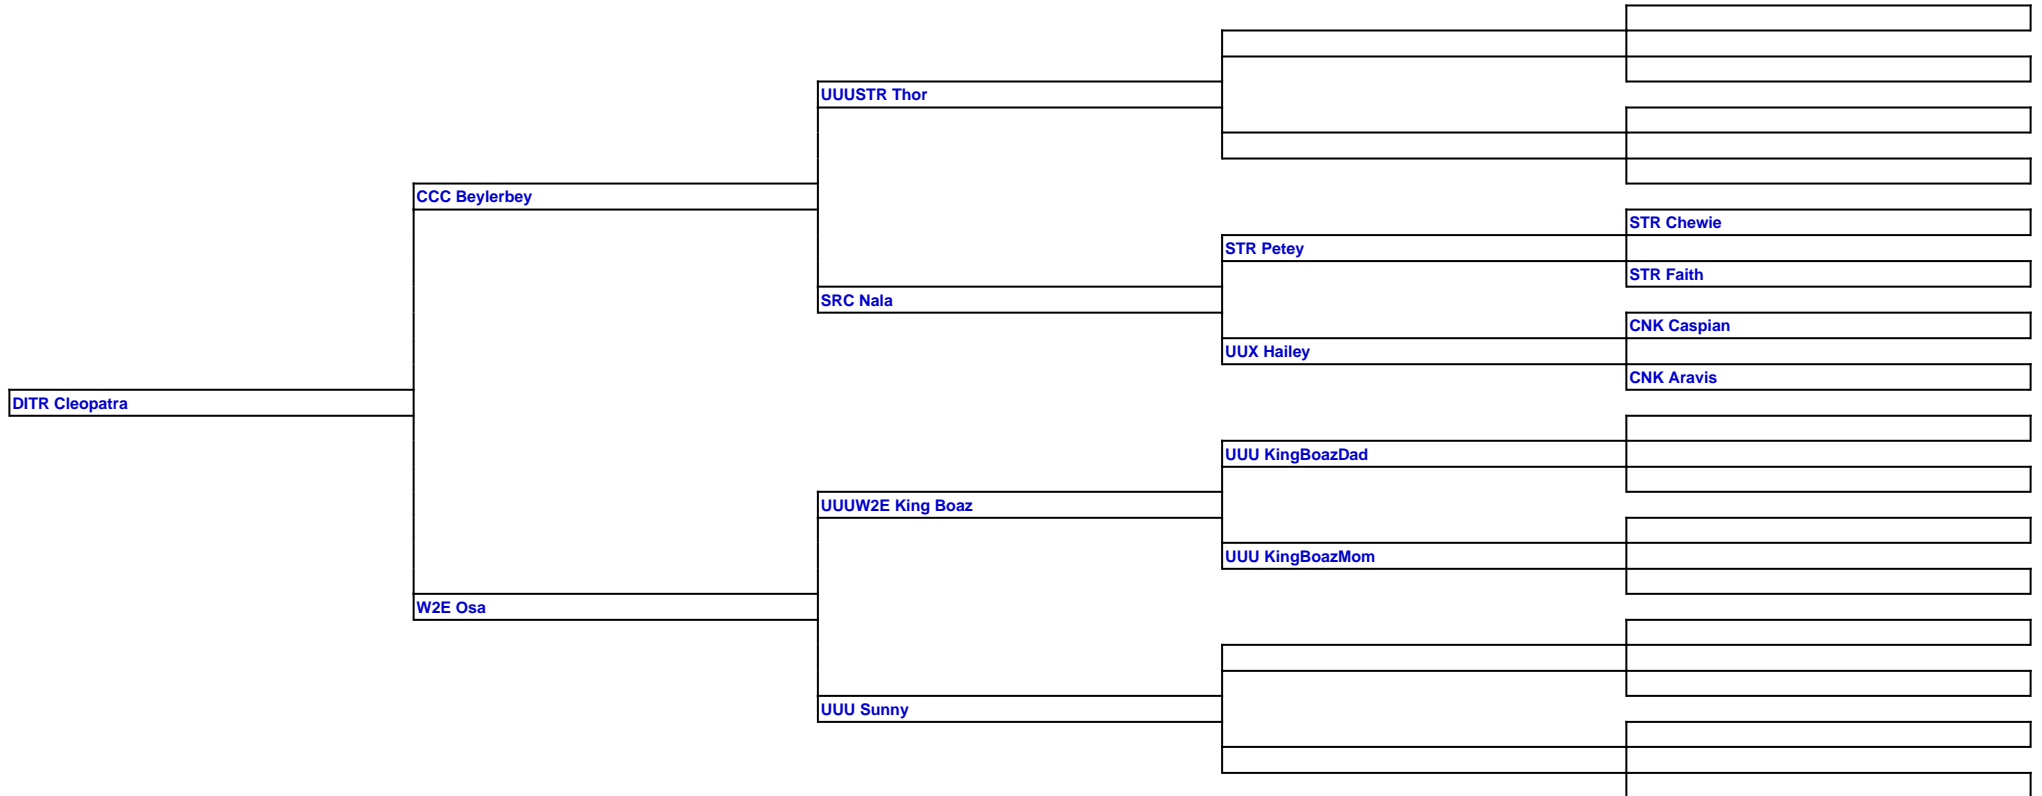 UUUSTR Thor
CCC Beylerbey
STR Chewie
STR Petey
STR Faith
SRC Nala
CNK Caspian
UUX Hailey
CNK Aravis
DITR Cleopatra
UUU KingBoazDad
UUUW2E King Boaz
UUU KingBoazMom
W2E Osa
UUU Sunny